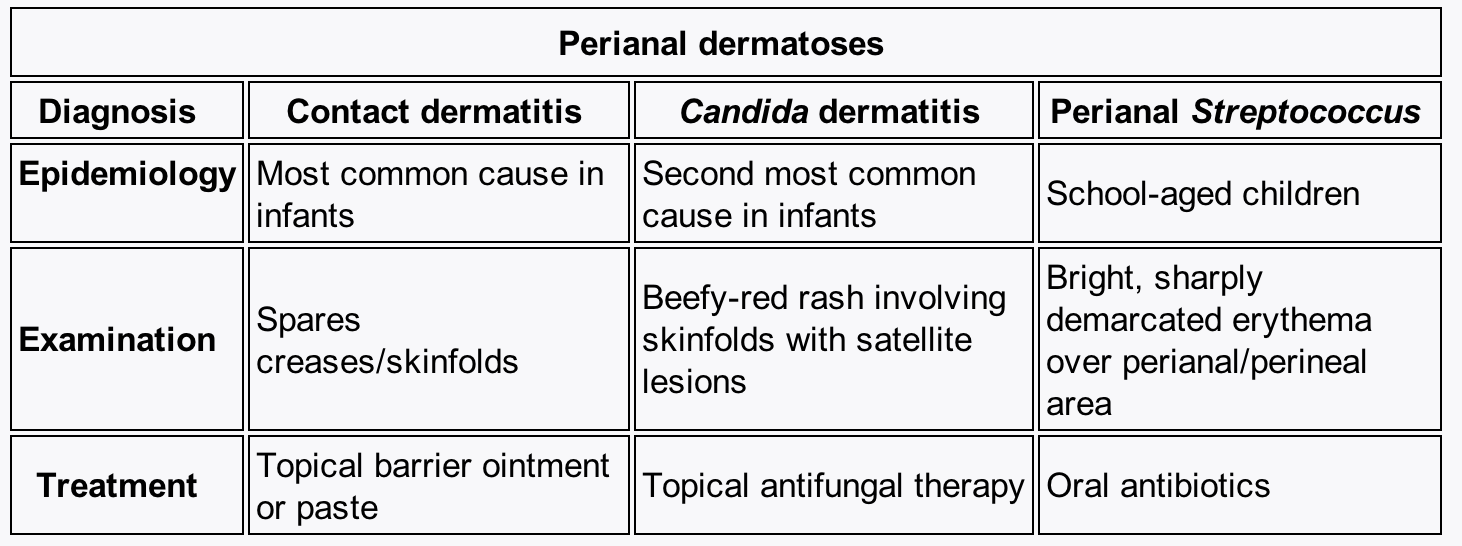 Perianal dermatoses
Diagnosis
Contact dermatitis
Candida dermatitis
Perianal Streptococcus
Epidemiology
Most common cause in
infants
Second most common
cause in infants
School-aged children
Examination
Spares
creases/skinfolds
Beefy-red rash involving
skinfolds with satellite
lesions
Bright, sharply
demarcated erythema
over perianal/perineal
area
Treatment
Topical barrier ointment
or paste
Topical antifungal therapy
Oral antibiotics